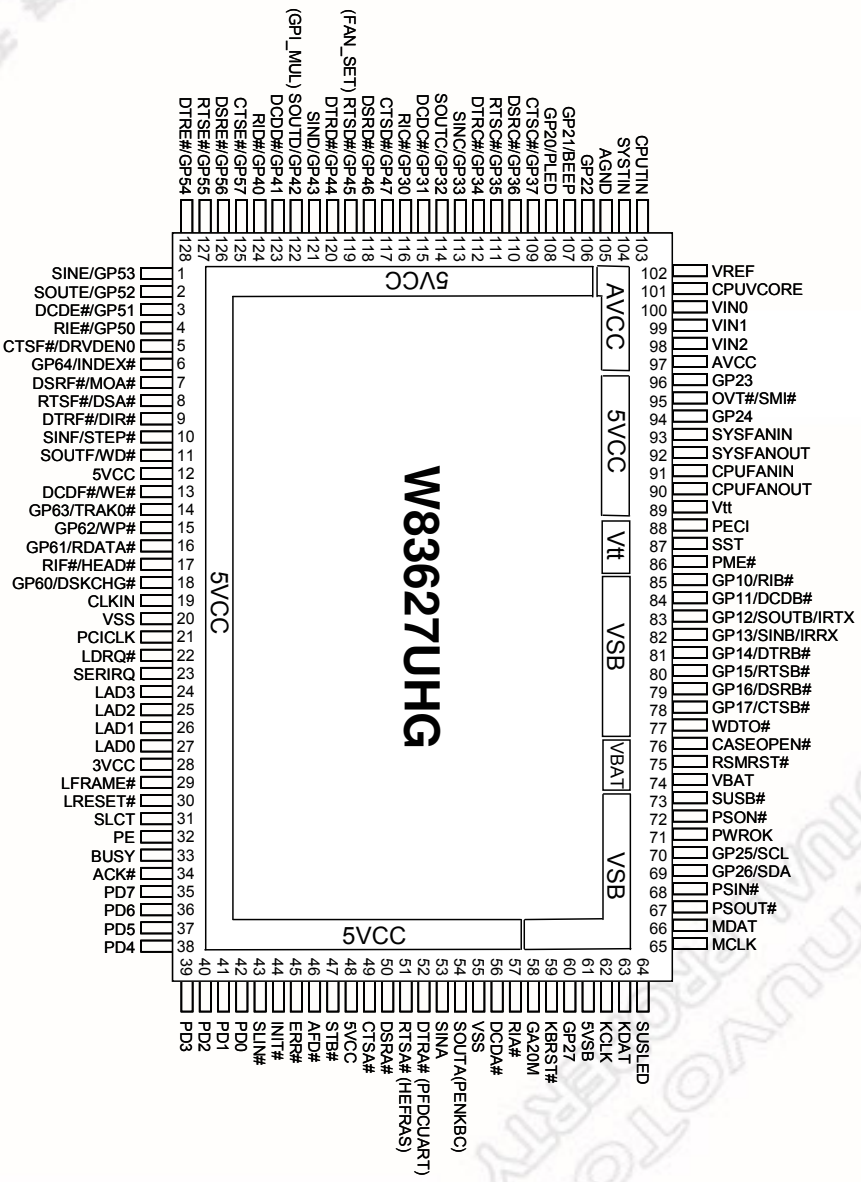 (GPI_MUL)
(FAN_SET)
DTRE#/GP54
RTSE#/GP55
DSRE#/GP56
CTSE#/GP57
RID#/GP40
DCDD#/GP41
SOUTD/GP42
SIND/GP43
DTRD#/GP44
RTSD#/GP45
DSRD#/GP46
CTSD#/GP47
RIC#/GP30
DCDC#/GP31
SOUTC/GP32
SINC/GP33
DTRC#/GP34
RTSC#/GP35
DSRC#/GP36
CTSC#/GP37
GP20/PLED
GP21/BEEP
GP22
AGND
SYSTIN
CPUTIN
128
127
126
125
124
123
122
121
120
119
118
117
116
115
114
113
112
111
110
109
108
107
106
105
104
103
SINE/GP53 1
SOUTE/GP52 2
DCDE#/GP51 3
RIE#/GP50 4
CTSF#/DRVDEN0 5
GP64/INDEX# 6
DSRF#/MOA# 7
RTSF#/DSA# 8
DTRF#/DIR# 9
SINF/STEP# 10
SOUTF/WD# 11
5VCC 12
DCDF#/WE# 13
GP63/TRAK0# 14
GP62/WP# 15
GP61/RDATA# 16
RIF#/HEAD# 17
GP60/DSKCHG# 18
CLKIN 19
VSS 20
PCICLK 21
LDRQ# 22
SERIRQ 23
LAD3 24
LAD2 25
LAD1 26
LAD0 27
3VCC 28
LFRAME# 29
LRESET# 30
SLCT 31
PE 32
BUSY 33
ACK# 34
PD7 35
PD6 36
PD5 37
PD4 38
5VCC
5VCC
W83627UHG
5VCC
AVCC
5VCC
Vtt
VSB
VBAT
VSB
102 VREF
101 CPUVCORE
100 VIN0
99 VIN1
98 VIN2
97 AVCC
96 GP23
95 OVT#/SMI#
94 GP24
93 SYSFANIN
92 SYSFANOUT
91 CPUFANIN
90 CPUFANOUT
89 Vtt
88 PECI
87 SST
86 PME#
85 GP10/RIB#
84 GP11/DCDB#
83 GP12/SOUTB/IRTX
82 GP13/SINB/IRRX
81 GP14/DTRB#
80 GP15/RTSB#
79 GP16/DSRB#
78 GP17/CTSB#
77 WDTO#
76 CASEOPEN#
75 RSMRST#
74 VBAT
73 SUSB#
72 PSON#
71 PWROK
70 GP25/SCL
69 GP26/SDA
68 PSIN#
67 PSOUT#
66 MDAT
65 MCLK
39
40
41
42
43
44
45
46
47
48
49
50
51
52
53
54
55
56
57
58
59
60
61
62
63
64
PD3
PD2
PD1
PD0
SLIN#
INIT#
ERR#
AFD#
STB#
5VCC
CTSA#
DSRA#
RTSA# (HEFRAS)
DTRA# (PFDCUART)
SINA
SOUTA(PENKBC)
VSS
DCDA#
RIA#
GA20M
KBRST#
GP27
5VSB
KCLK
KDAT
SUSLED
NUVOTO